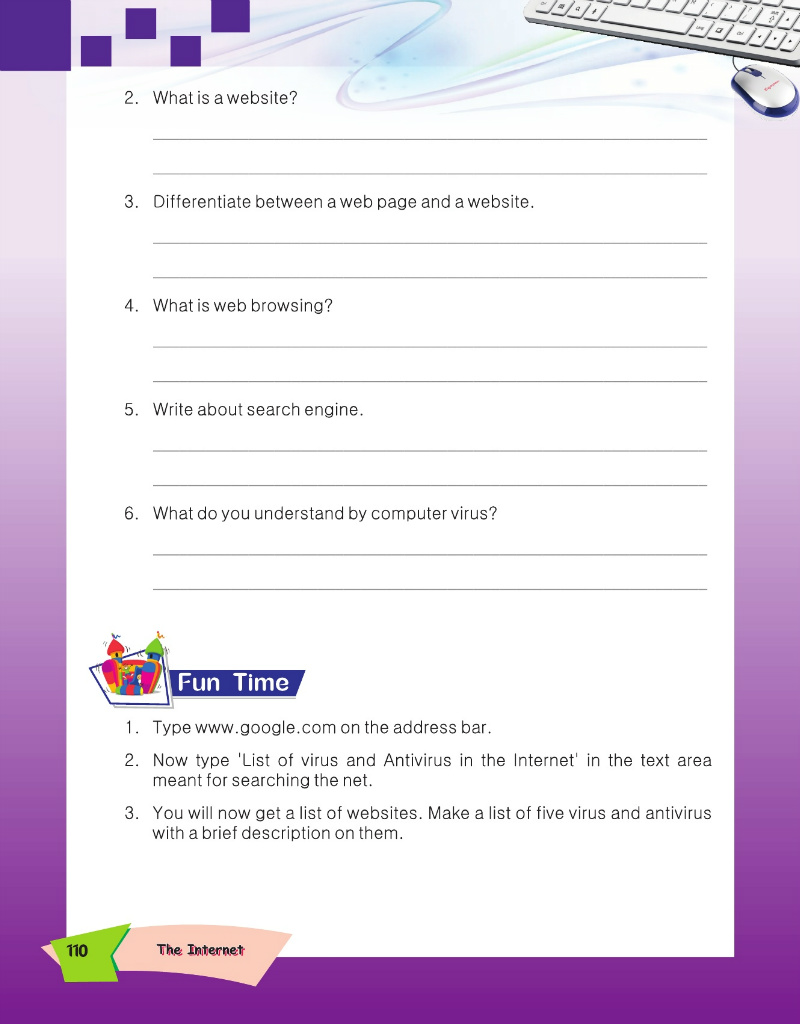 2. What is a website?
3. Differentiate between a web page and a website.
4. What is web browsing?
5. Write about search engine.
6. What do you understand by computer virus?
Fun Time
1. Type www.google.com on the address bar.
2. Now type 'List of virus and Antivirus in the Internet' in the text area
meant for searching the net.
3. You will now get a list of websites. Make a list of five virus and antivirus
with a brief description on them.
110 The Internet